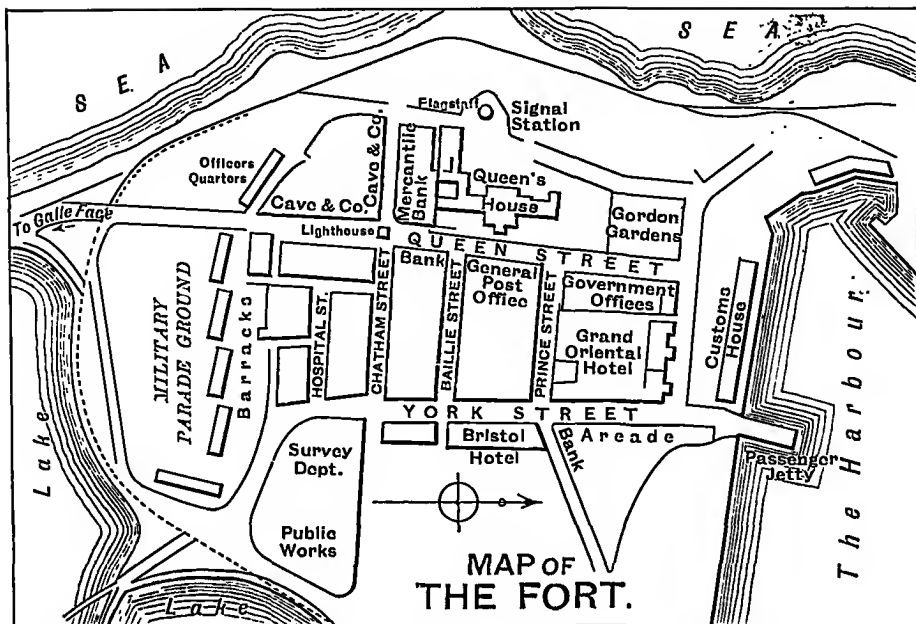 SEA
SEA
Flagstaff
Signal
Station
Officers
Quarters
Cave & Co.
Cave & Co.
Mercantile
Bank
Queen's
House
Gordon
Gardens
To Galle Face
Lighthouse
QUEEN STREET
Bank
General
Post
Office
Government
Offices
Grand
Oriental
Hotel
Customs
House
MILITARY
PARADE GROUND
Barracks
HOSPITAL ST.
CHATHAM STREET
BAILLIE STREET
PRINCE STREET
YORK STREET
Bristol
Hotel
Bank
Arcade
Passenger
Jetty
The Harbour.
Lake
Survey
Dept.
Public
Works
Lake
MAP OF
THE FORT.